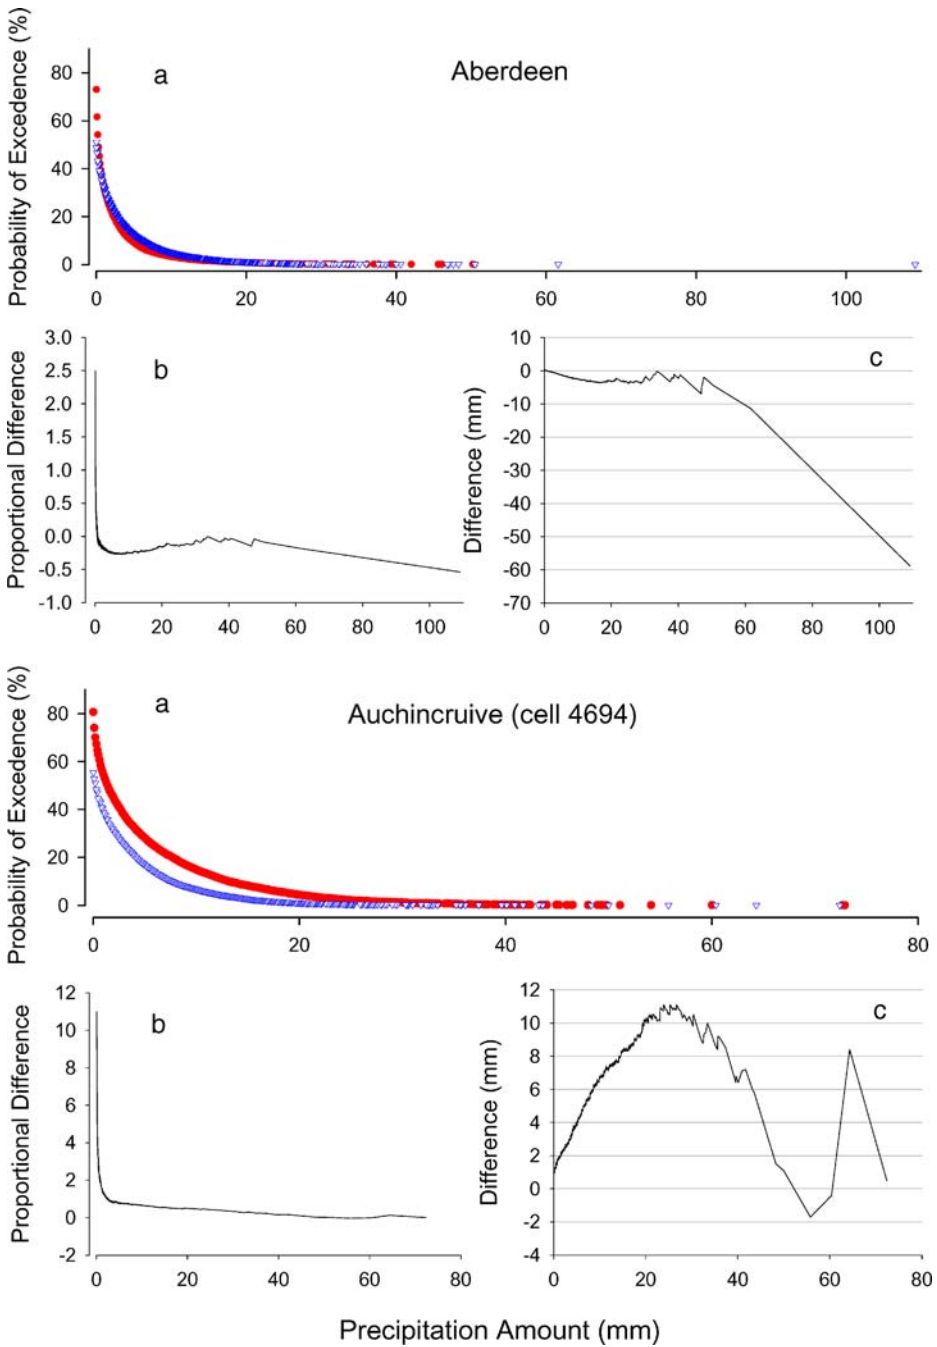 Aberdeen
a
Probability of Excedence (%)
80
60
40
20
0
0 20 40 60 80 100
b
Proportional Difference
3.0
2.5
2.0
1.5
1.0
0.5
0.0
-0.5
-1.0
0 20 40 60 80 100
c
Difference (mm)
10
0
-10
-20
-30
-40
-50
-60
-70
0 20 40 60 80 100
Auchincruive (cell 4694)
a
Probability of Excedence (%)
80
60
40
20
0
0 20 40 60 80
b
Proportional Difference
12
10
8
6
4
2
0
-2
0 20 40 60 80
c
Difference (mm)
12
10
8
6
4
2
0
-2
-4
0 20 40 60 80
Precipitation Amount (mm)